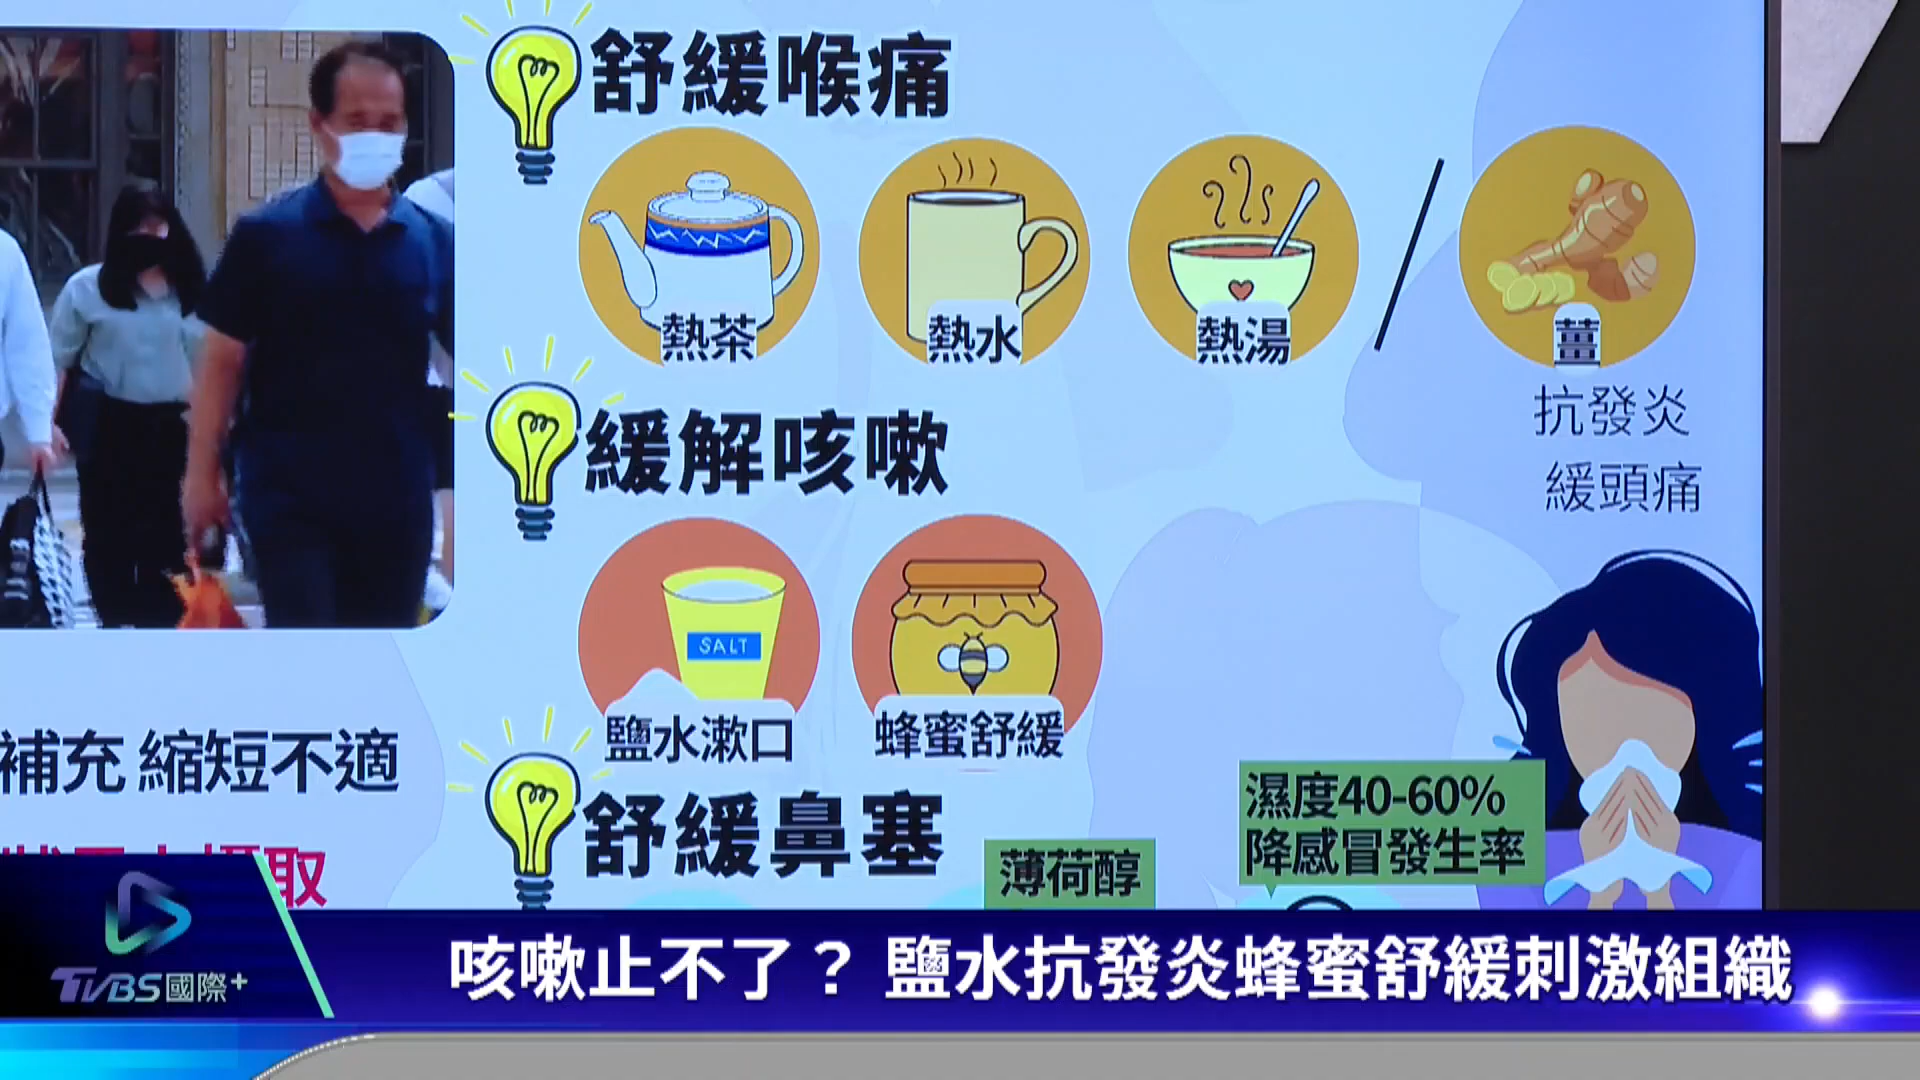 舒緩喉痛
熱茶
熱水
熱湯
薑
抗發炎
緩頭痛
緩解咳嗽
SALT
鹽水漱口
蜂蜜舒緩
補充 縮短不適
取
舒緩鼻塞
薄荷醇
濕度40-60%
降感冒發生率
TVBS國際+
咳嗽止不了？ 鹽水抗發炎蜂蜜舒緩刺激組織